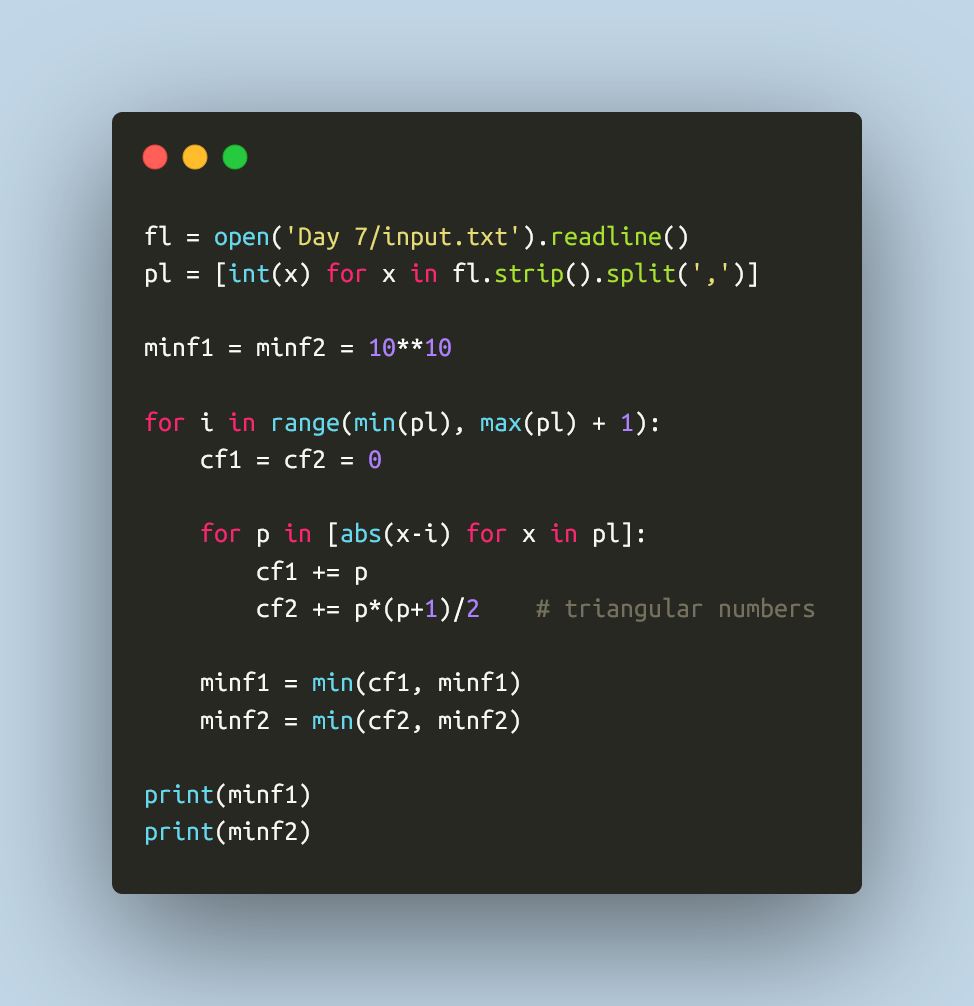 fl = open('Day 7/input.txt').readline()
pl = [int(x) for x in fl.strip().split(',')]

minf1 = minf2 = 10**10

for i in range(min(pl), max(pl) + 1):
    cf1 = cf2 = 0

    for p in [abs(x-i) for x in pl]:
        cf1 += p
        cf2 += p*(p+1)/2    # triangular numbers

    minf1 = min(cf1, minf1)
    minf2 = min(cf2, minf2)

print(minf1)
print(minf2)